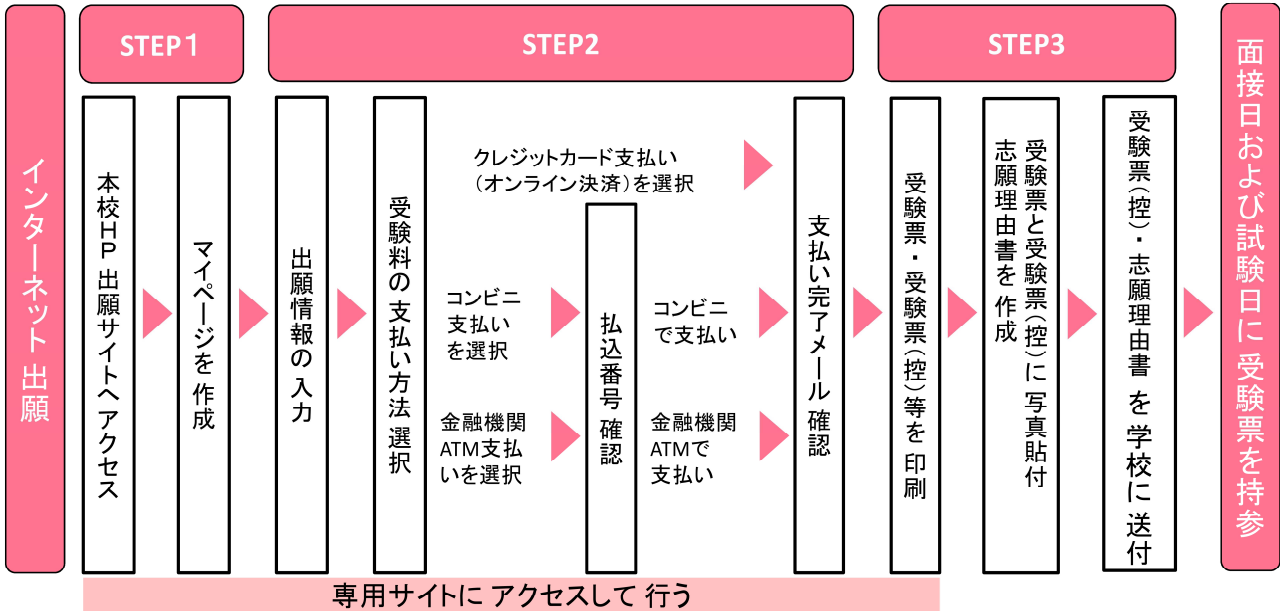 インターネット出願
STEP1
本校HP 出願サイトへアクセス
マイページを 作成
STEP2
出願情報の 入力
受験料の 支払い方法 選択
クレジットカード支払い
(オンライン決済)を選択
コンビニ
支払い
を選択
金融機関
ATM支払
いを選択
払込番号 確認
コンビニ
で支払い
金融機関
ATMで
支払い
支払い完了メール 確認
STEP3
受験票・受験票(控)等を 印刷
受験票と受験票(控)に 写真貼付
志願理由書を 作成
受験票(控)・志願理由書 を 学校に 送付
面接日および試験日に 受験票を持参
専用サイトに アクセスして 行う